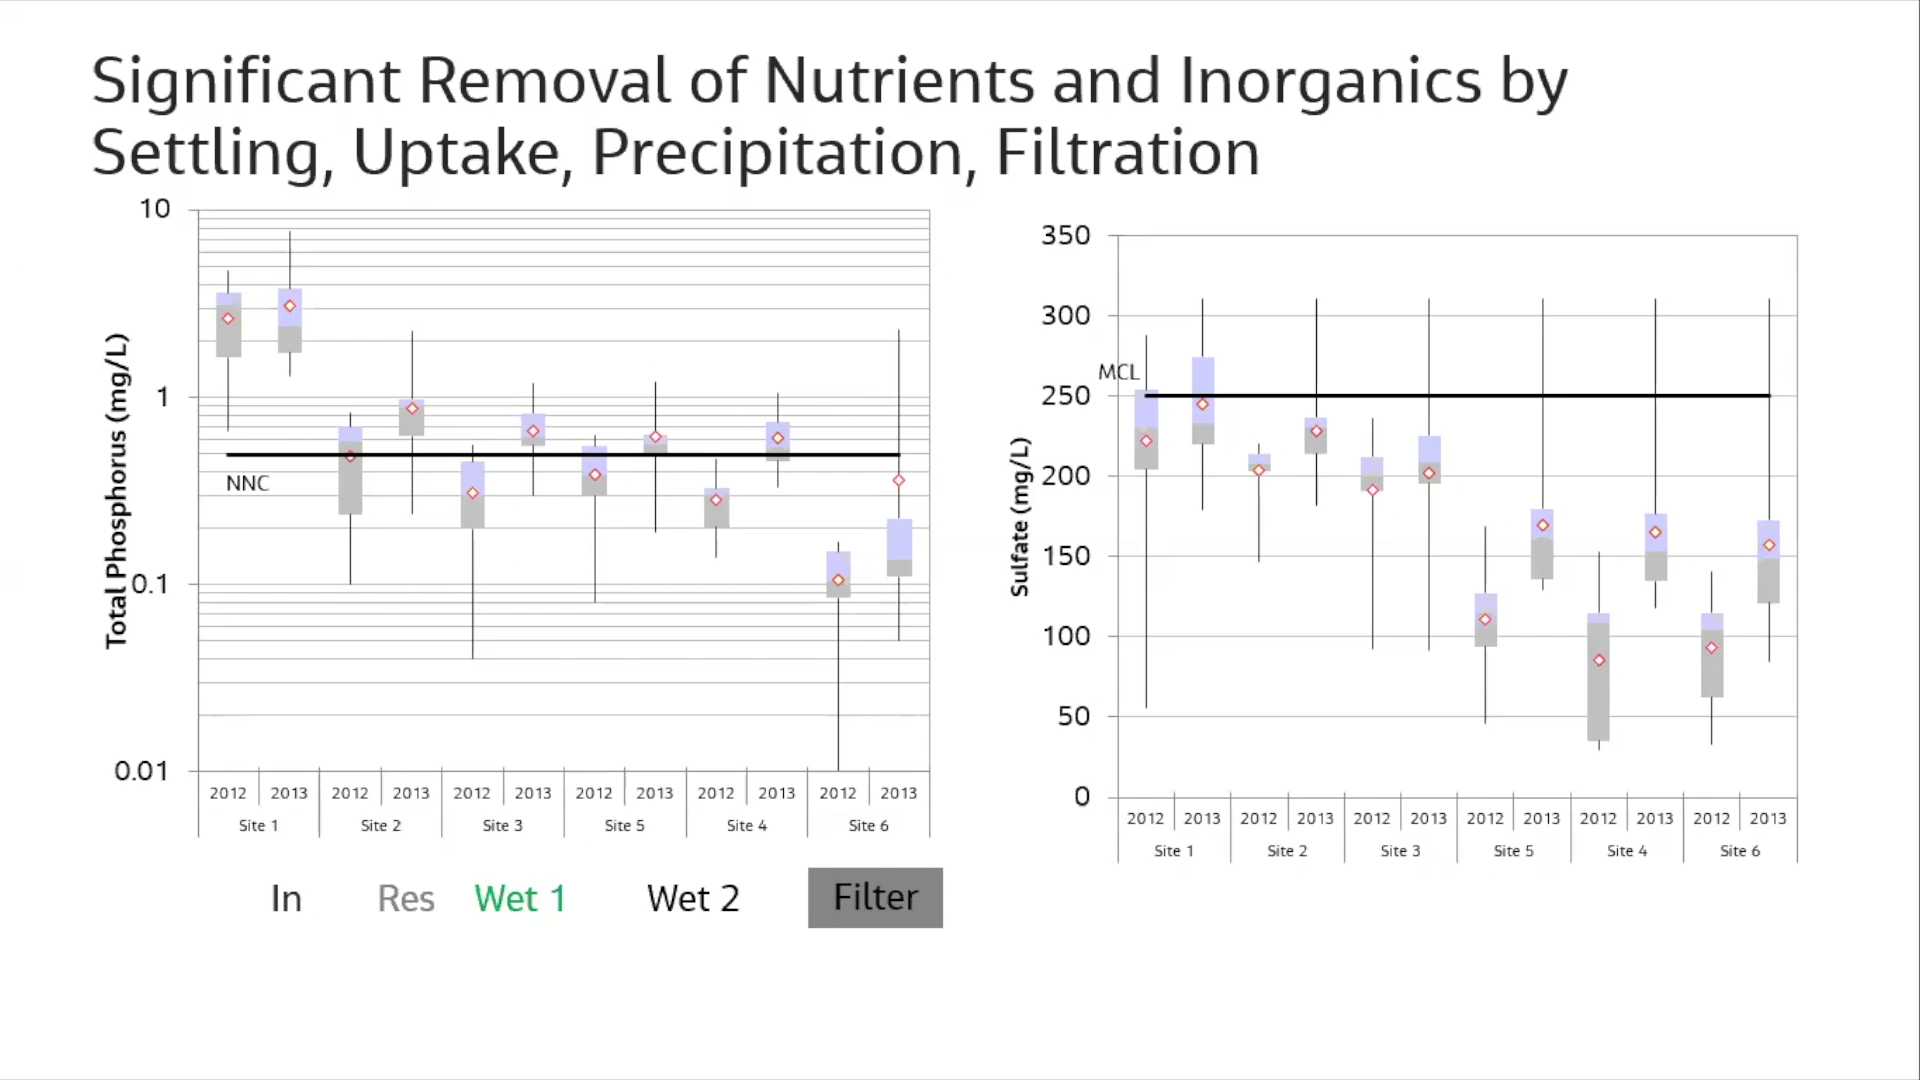 Significant Removal of Nutrients and Inorganics by
Settling, Uptake, Precipitation, Filtration
10
1
0.1
0.01
Total Phosphorus (mg/L)
NNC
2012 2013 2012 2013 2012 2013 2012 2013 2012 2013 2012 2013
Site 1 Site 2 Site 3 Site 5 Site 4 Site 6
In Res Wet 1 Wet 2 Filter
350
300
250
200
150
100
50
0
Sulfate (mg/L)
MCL
2012 2013 2012 2013 2012 2013 2012 2013 2012 2013 2012 2013
Site 1 Site 2 Site 3 Site 5 Site 4 Site 6